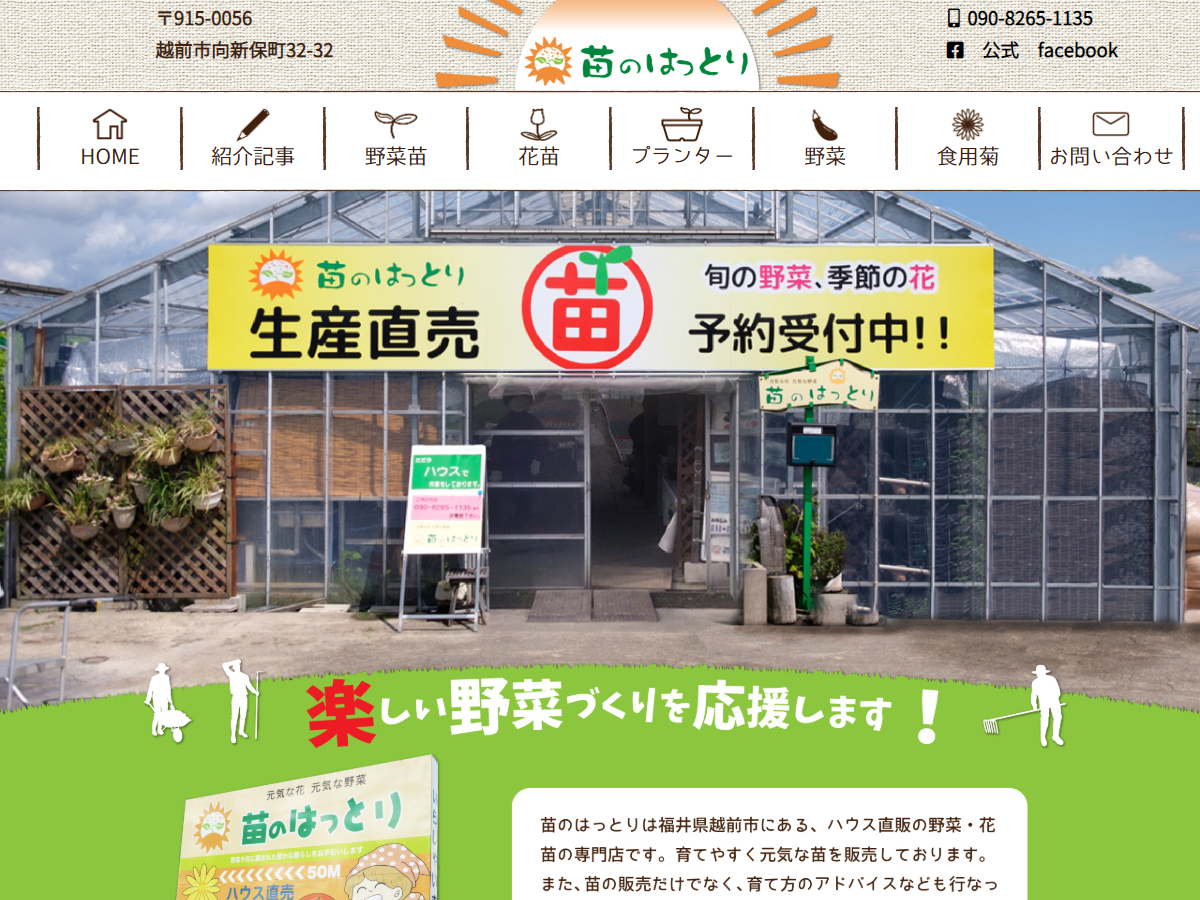 〒915-0056
越前市向新保町32-32
苗のはっとり
090-8265-1135
公式 facebook
HOME
紹介記事
野菜苗
花苗
プランター
野菜
食用菊
お問い合わせ
苗のはっとり
生産直売
苗
旬の野菜、季節の花
予約受付中!!
苗のはっとり
ハウスで
作業をしております。
090-8265-1135
苗のはっとり
楽しい野菜づくりを応援します！
元気な花 元気な野菜
苗のはっとり
50M
ハウス直売
苗のはっとりは福井県越前市にある、ハウス直販の野菜・花
苗の専門店です。育てやすく元気な苗を販売しております。
また、苗の販売だけでなく、育て方のアドバイスなども行なっ